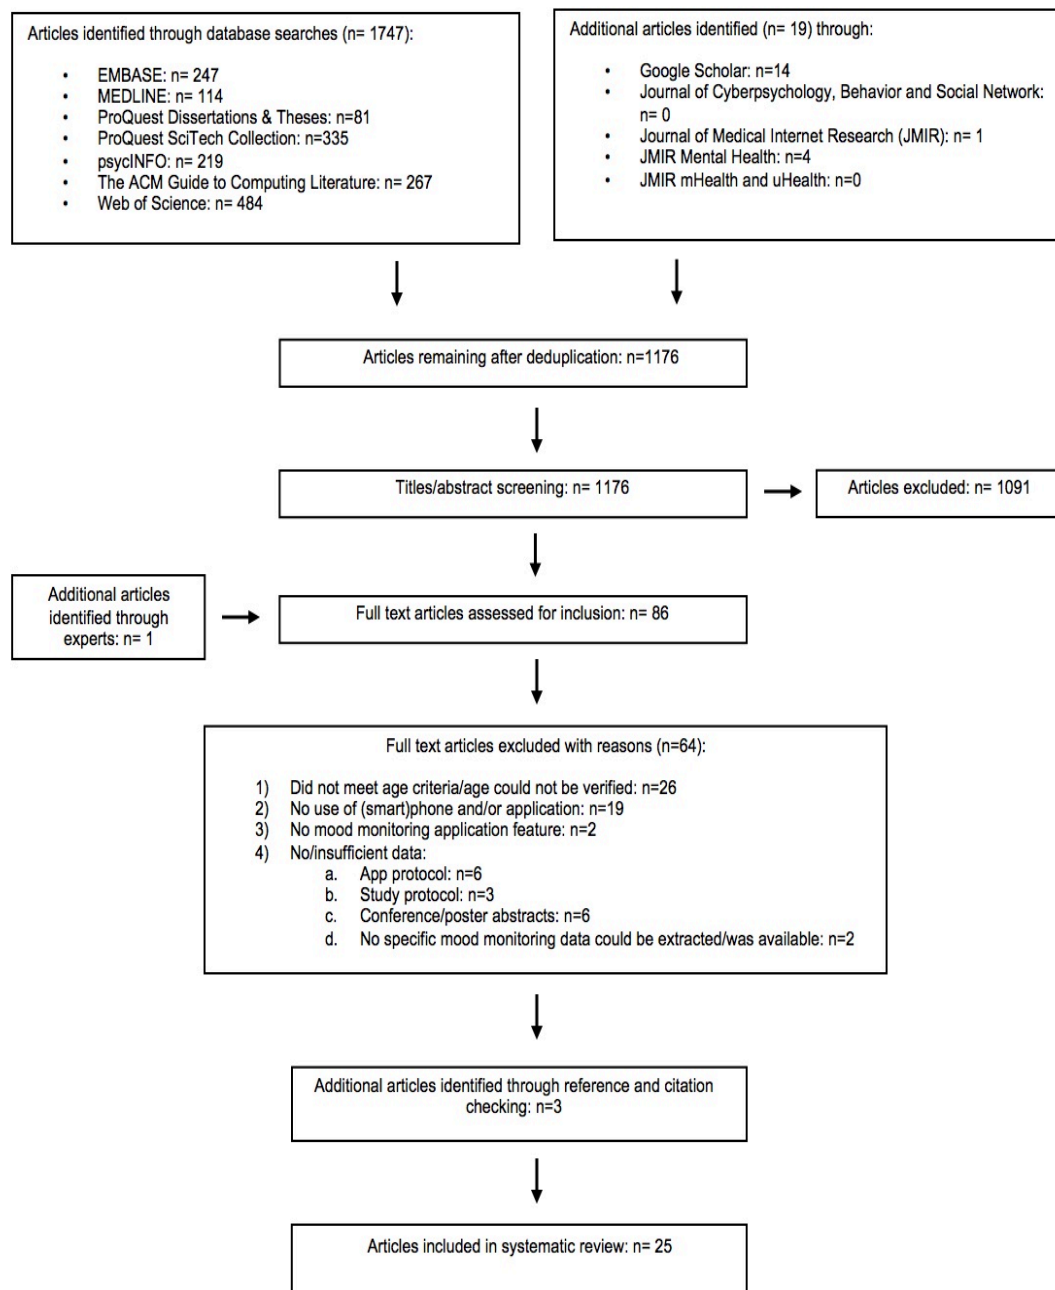 Articles identified through database searches (n= 1747):
• EMBASE: n= 247
• MEDLINE: n= 114
• ProQuest Dissertations & Theses: n=81
• ProQuest SciTech Collection: n=335
• psycINFO: n= 219
• The ACM Guide to Computing Literature: n= 267
• Web of Science: n= 484
Additional articles identified (n= 19) through:
• Google Scholar: n=14
• Journal of Cyberpsychology, Behavior and Social Network:
n= 0
• Journal of Medical Internet Research (JMIR): n= 1
• JMIR Mental Health: n=4
• JMIR mHealth and uHealth: n=0
Articles remaining after deduplication: n=1176
Titles/abstract screening: n= 1176
Articles excluded: n= 1091
Additional articles
identified through
experts: n= 1
Full text articles assessed for inclusion: n= 86
Full text articles excluded with reasons (n=64):
1) Did not meet age criteria/age could not be verified: n=26
2) No use of (smart)phone and/or application: n=19
3) No mood monitoring application feature: n=2
4) No/insufficient data:
a. App protocol: n=6
b. Study protocol: n=3
c. Conference/poster abstracts: n=6
d. No specific mood monitoring data could be extracted/was available: n=2
Additional articles identified through reference and citation
checking: n=3
Articles included in systematic review: n= 25